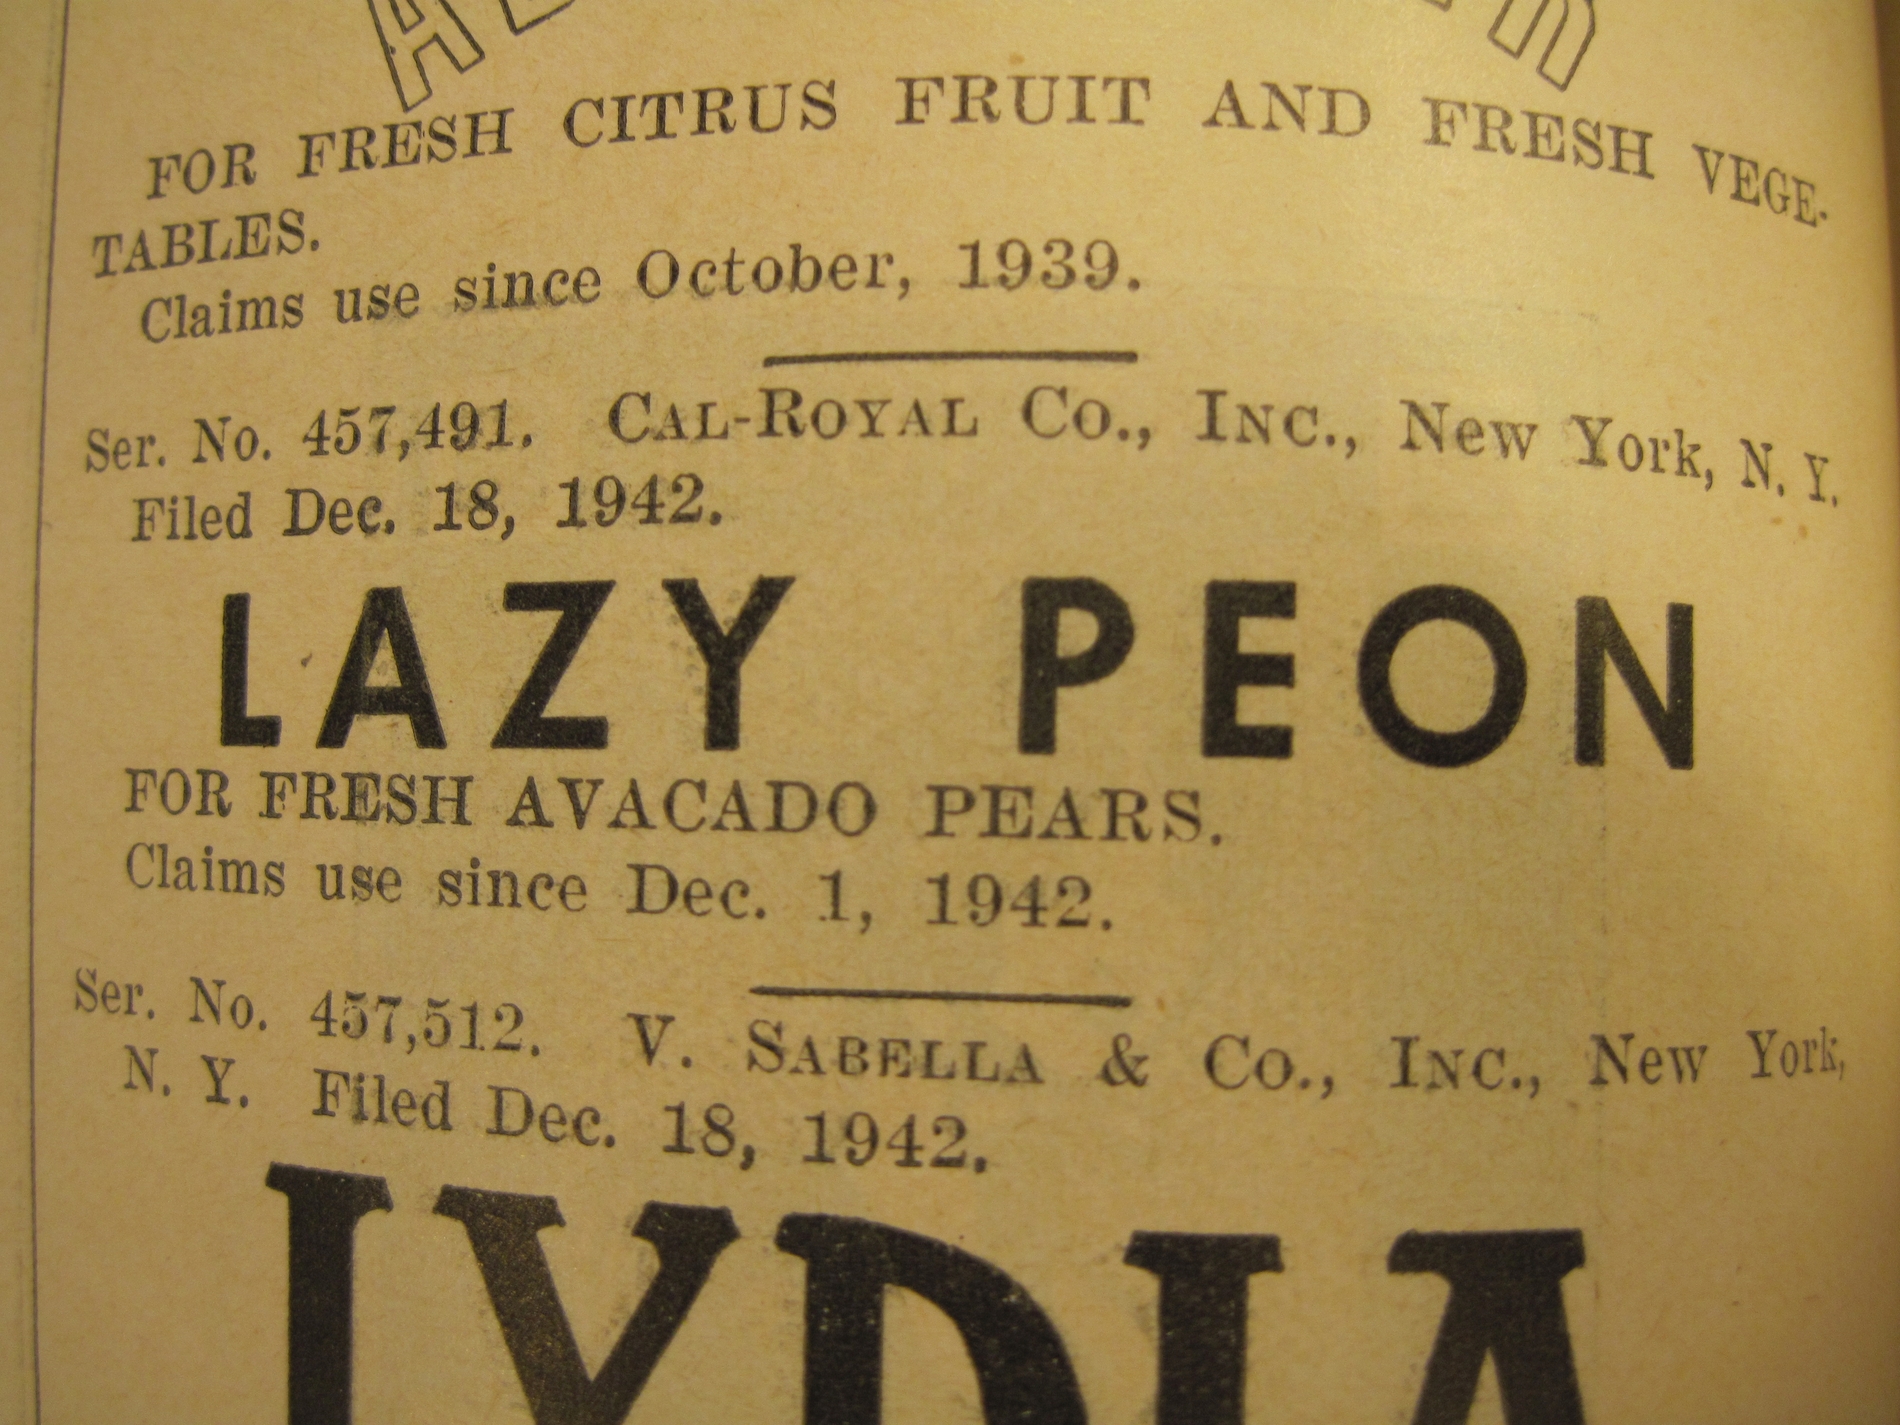 FOR FRESH CITRUS FRUIT AND FRESH VEGE-
TABLES.
Claims use since October, 1939.
Ser. No. 457,491. CAL-ROYAL CO., INC., New York, N. Y.
Filed Dec. 18, 1942.
LAZY PEON
FOR FRESH AVACADO PEARS.
Claims use since Dec. 1, 1942.
Ser. No. 457,512. V. SABELLA & CO., INC., New York,
N. Y. Filed Dec. 18, 1942.
LYDIA